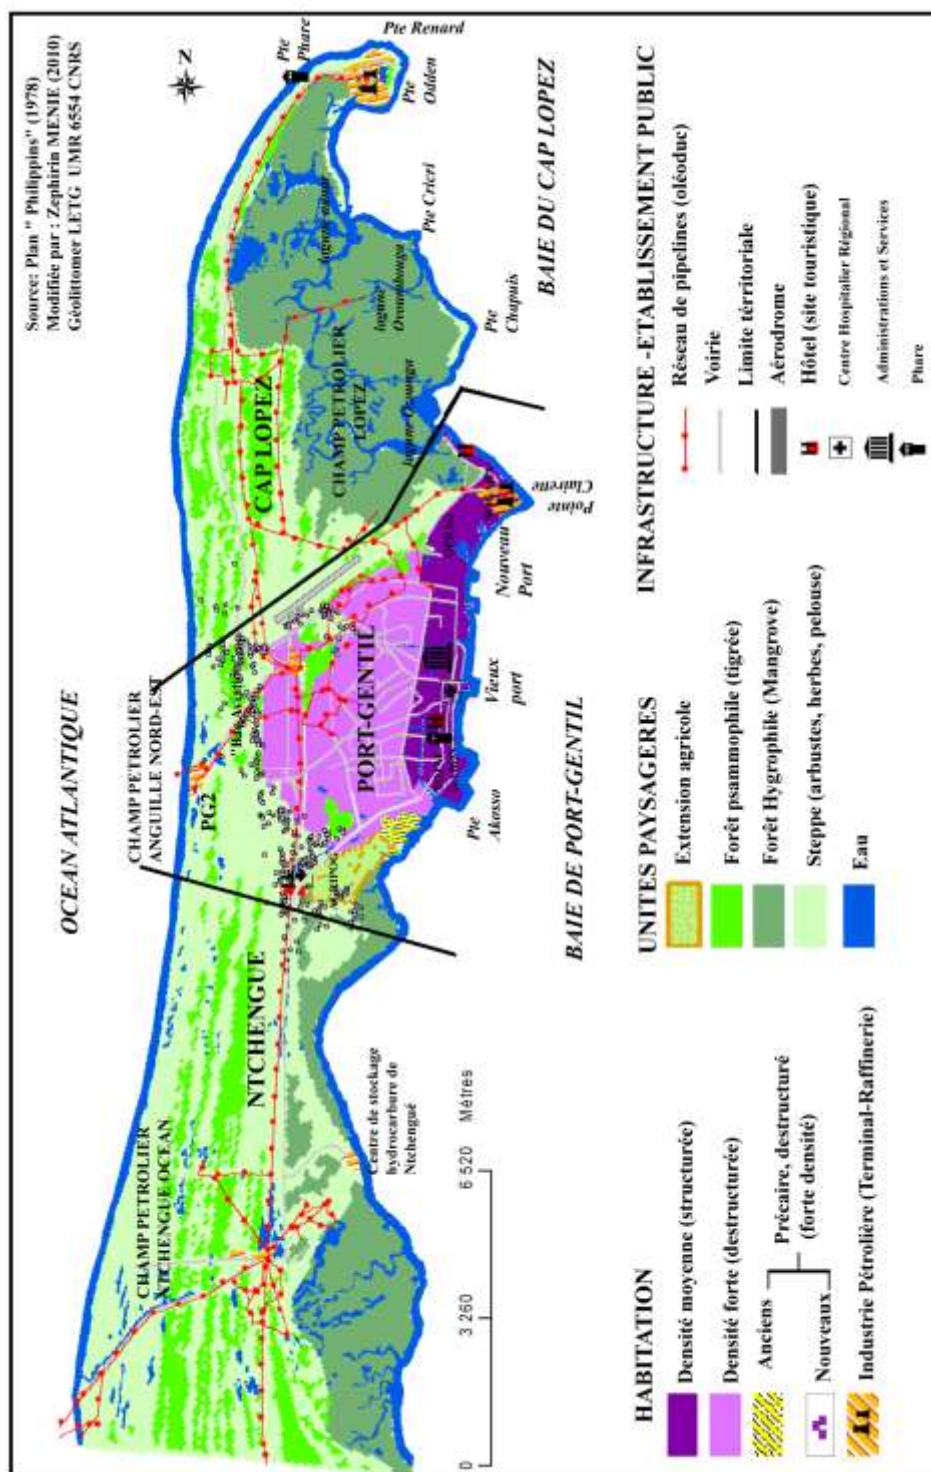 Source: Plan " Philippins" (1978)
Modifiée par : Zephirin MENIE (2010)
Géolittomer LETG UMR 6554 CNRS
N
OCEAN ATLANTIQUE
Pte
Phare
Pte Renard
Pte
Odden
Pte Cricri
BAIE DU CAP LOPEZ
Pte
Chapuis
CHAMP PETROLIER
ANGUILLE NORD-EST
CHAMP PETROLIER
NTCHENGUE OCEAN
CAP LOPEZ
CHAMP PETROLIER
LOPEZ
PG2
PORT-GENTIL
NTCHENGUE
Pointe
Clairette
Nouveau
Port
Vieux
port
Pte
Akosso
BAIE DE PORT-GENTIL
Centre de stockage
hydrocarbure de
Ntchengué
0 3 260 6 520 Mètres
HABITATION
Densité moyenne (structurée)
Densité forte (destructurée)
Anciens
Nouveaux
Précaire, destructuré
(forte densité)
Industrie Pétrolière (Terminal-Raffinerie)
UNITES PAYSAGERES
Extension agricole
Forêt psammophile (tigrée)
Forêt Hygrophile (Mangrove)
Steppe (arbustes, herbes, pelouse)
Eau
INFRASTRUCTURE -ETABLISSEMENT PUBLIC
Réseau de pipelines (oléoduc)
Voirie
Limite térritoriale
Aérodrome
Hôtel (site touristique)
Centre Hospitalier Régional
Administrations et Services
Phare